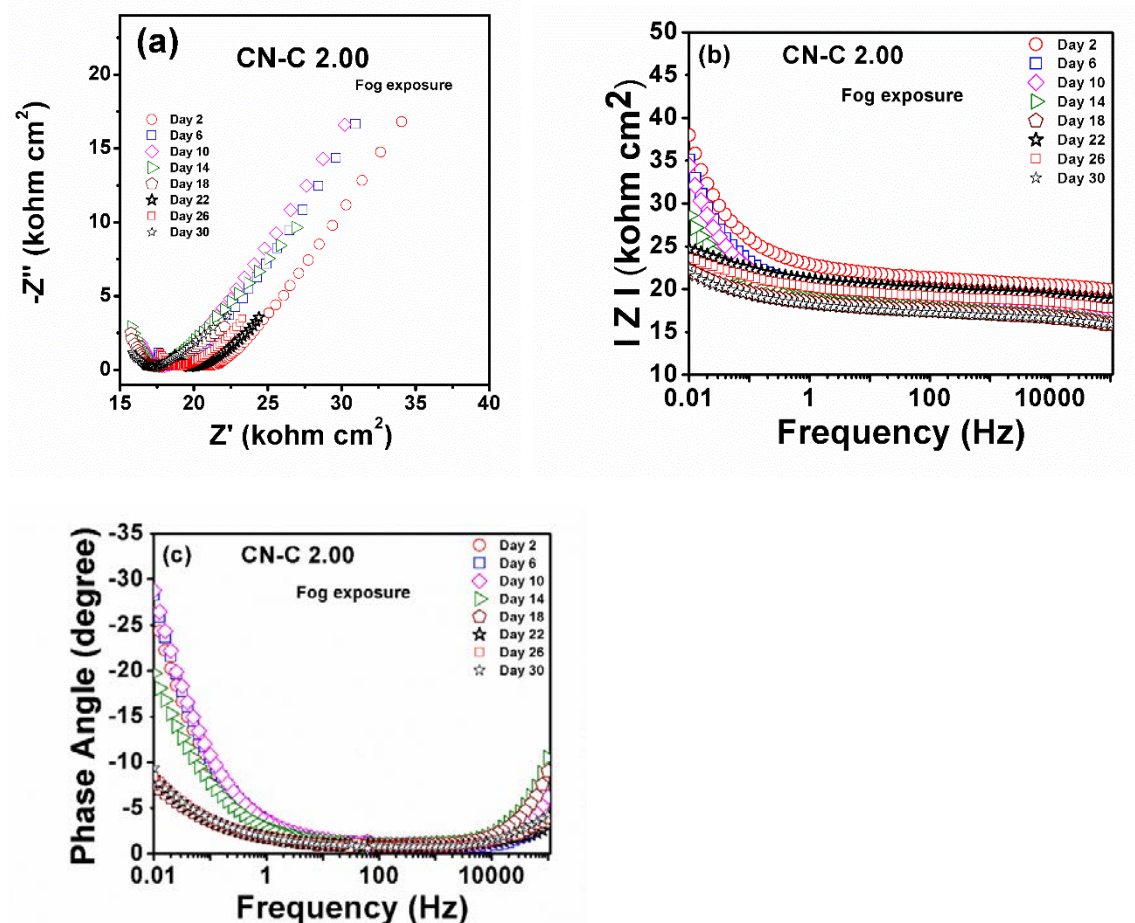 (a)
CN-C 2.00
Fog exposure
Day 2
Day 6
Day 10
Day 14
Day 18
Day 22
Day 26
Day 30
-Z'' (kohm cm²)
20
15
10
5
0
15 20 25 30 35 40
Z' (kohm cm²)
(b)
CN-C 2.00
Fog exposure
Day 2
Day 6
Day 10
Day 14
Day 18
Day 22
Day 26
Day 30
I Z I (kohm cm²)
50
45
40
35
30
25
20
15
10
0.01 1 100 10000
Frequency (Hz)
(c)
CN-C 2.00
Fog exposure
Day 2
Day 6
Day 10
Day 14
Day 18
Day 22
Day 26
Day 30
Phase Angle (degree)
-35
-30
-25
-20
-15
-10
-5
0
0.01 1 100 10000
Frequency (Hz)